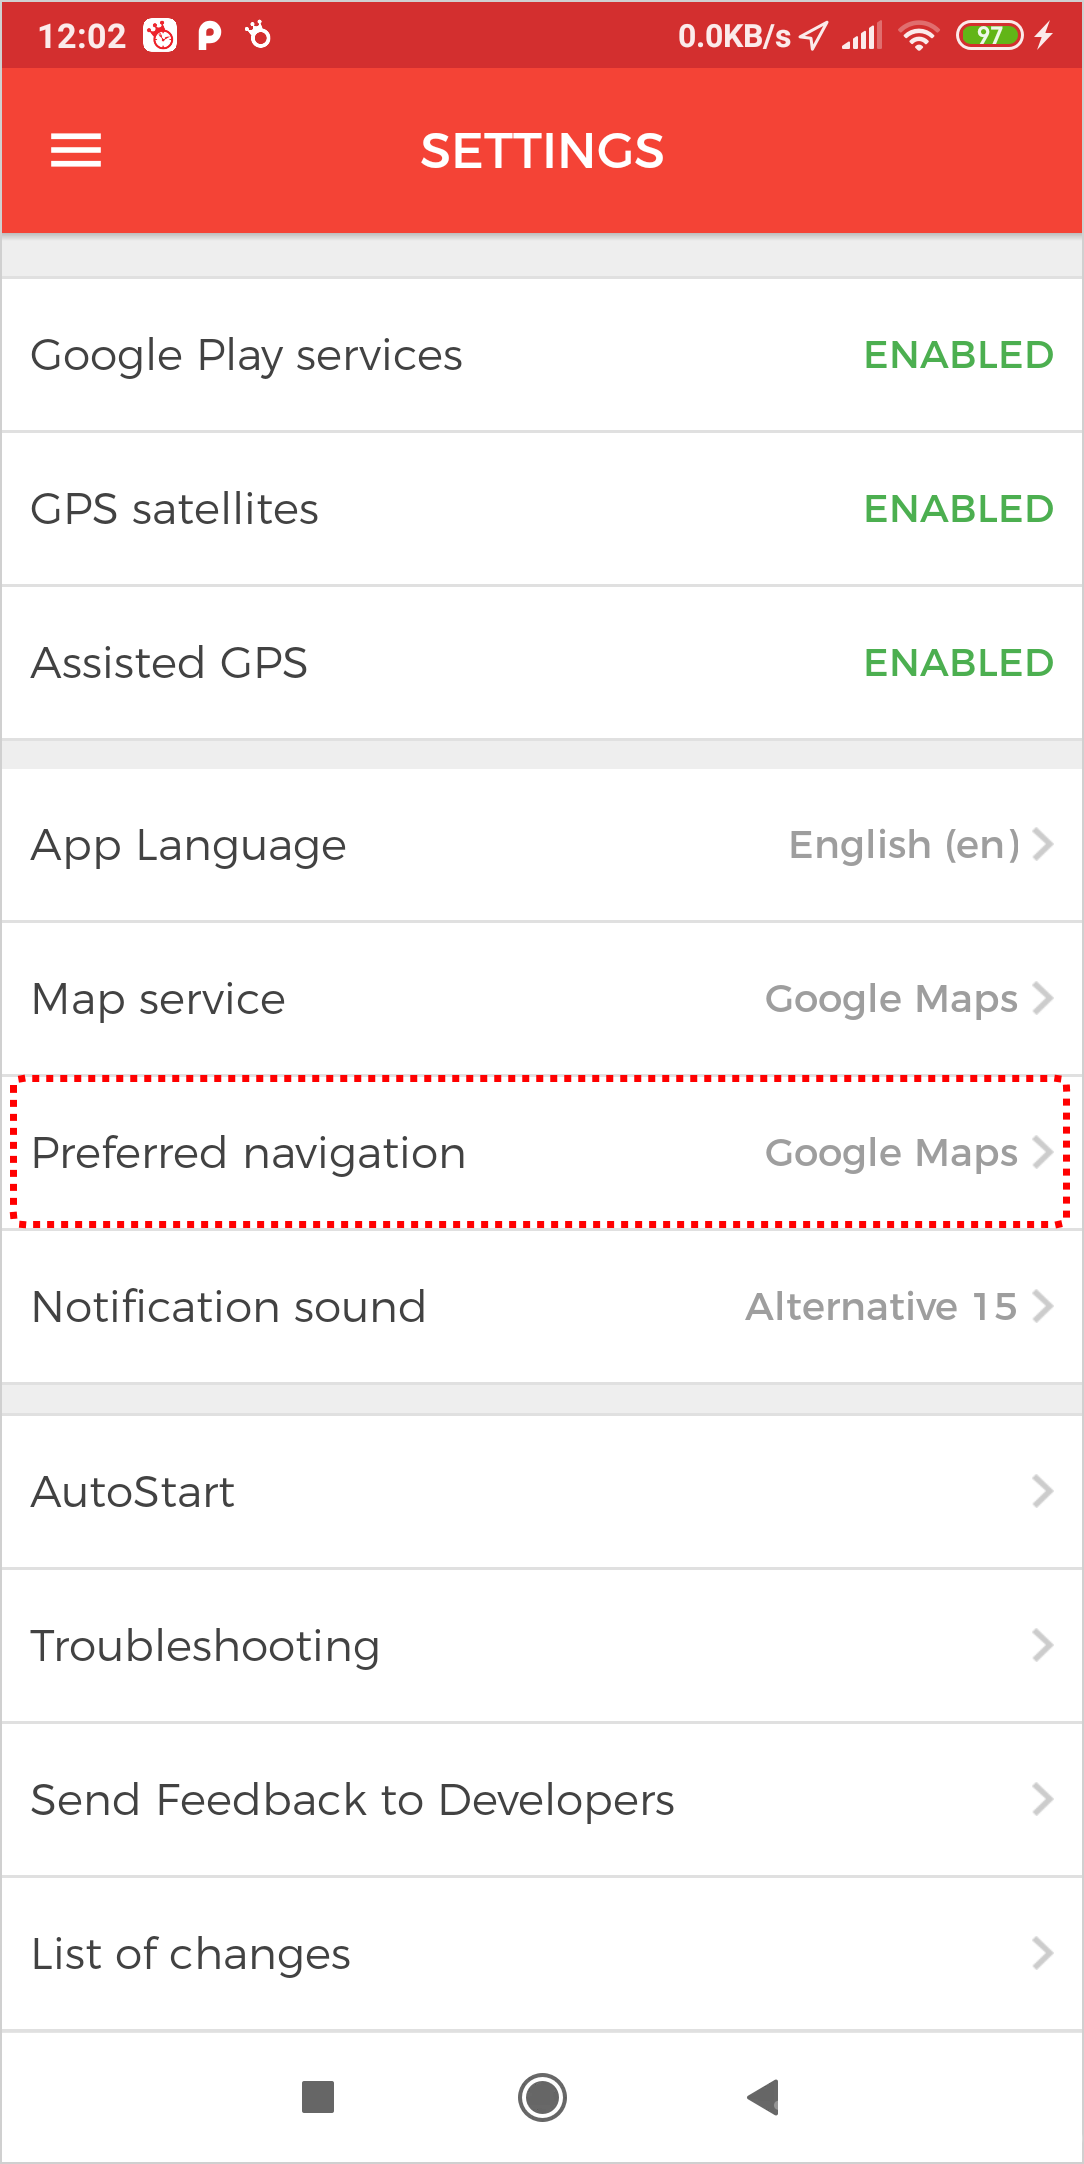 12:02 0.0KB/s 97
SETTINGS
Google Play services ENABLED
GPS satellites ENABLED
Assisted GPS ENABLED
App Language English (en)
Map service Google Maps
Preferred navigation Google Maps
Notification sound Alternative 15
AutoStart
Troubleshooting
Send Feedback to Developers
List of changes